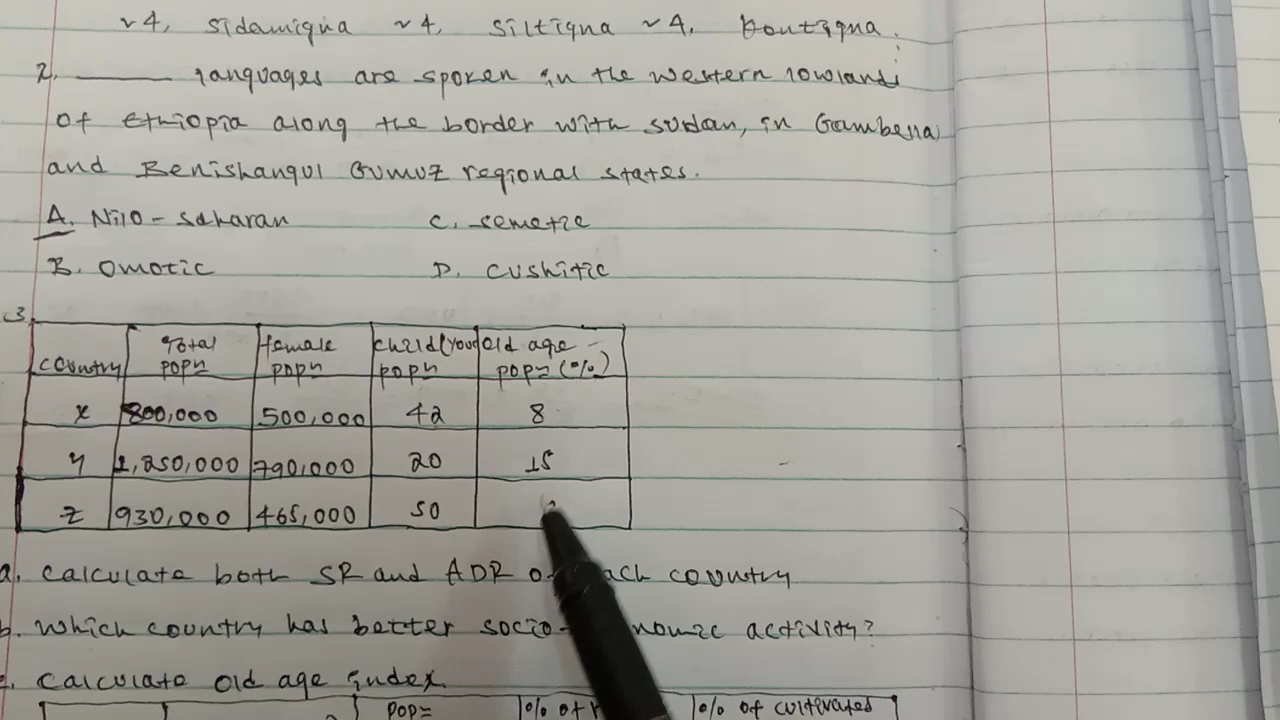 ~4, Sidamiqna ~4, Siltiqna ~4,
2. ______ languages are spoken in the western lowlands
of Ethiopia along the border with sudan, in Gambella
and Benishangul Gumuz regional states.
A. Nilo-saharan C. semetic
B. Omotic D. cushitic
3.
country Total popn female popn child(young popn old age popn (%)
x 800,000 500,000 42 8
y 1,250,000 790,000 20 15
z 930,000 465,000 50
a. calculate both SR and ADR of each country
b. which country has better socio- nomic activity?
calculate old age index.
popn % of % of cultivated